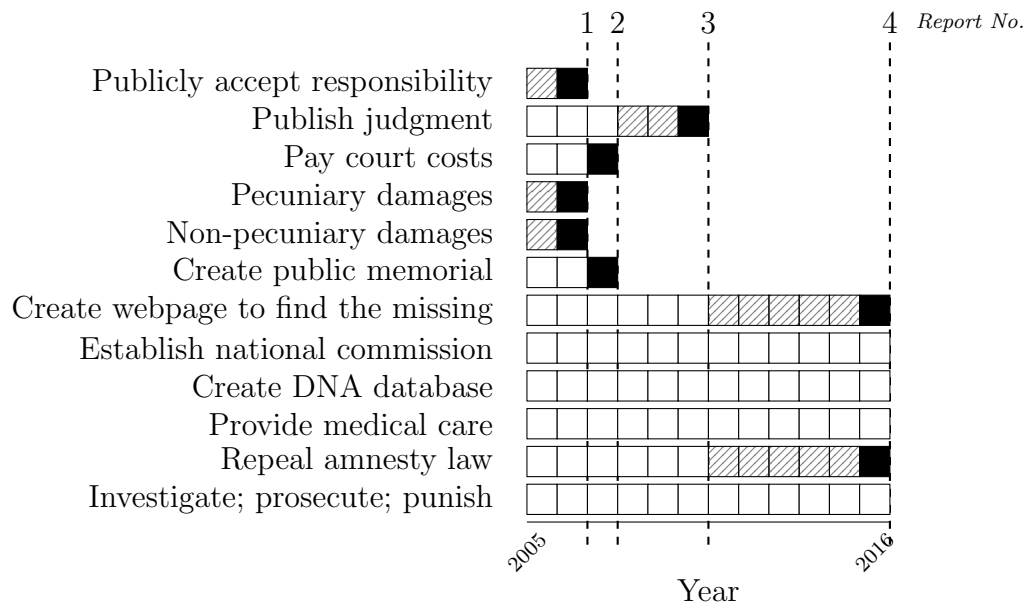 1 2 3 4 Report No.
Publicly accept responsibility
Publish judgment
Pay court costs
Pecuniary damages
Non-pecuniary damages
Create public memorial
Create webpage to find the missing
Establish national commission
Create DNA database
Provide medical care
Repeal amnesty law
Investigate; prosecute; punish
2005 2016
Year